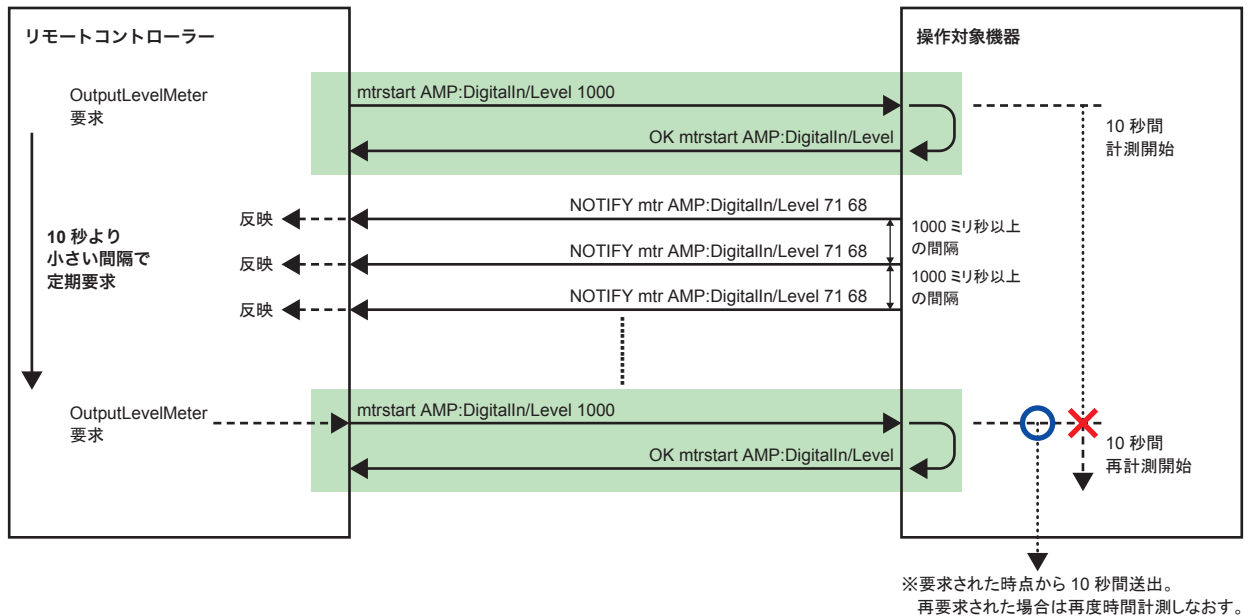 リモートコントローラー
操作対象機器
OutputLevelMeter
要求
mtrstart AMP:DigitalIn/Level 1000
OK mtrstart AMP:DigitalIn/Level
10 秒間
計測開始
10 秒より
小さい間隔で
定期要求
反映
NOTIFY mtr AMP:DigitalIn/Level 71 68
1000 ミリ秒以上
の間隔
反映
NOTIFY mtr AMP:DigitalIn/Level 71 68
1000 ミリ秒以上
の間隔
反映
NOTIFY mtr AMP:DigitalIn/Level 71 68
OutputLevelMeter
要求
mtrstart AMP:DigitalIn/Level 1000
OK mtrstart AMP:DigitalIn/Level
10 秒間
再計測開始
※要求された時点から 10 秒間送出。
再要求された場合は再度時間計測しなおす。